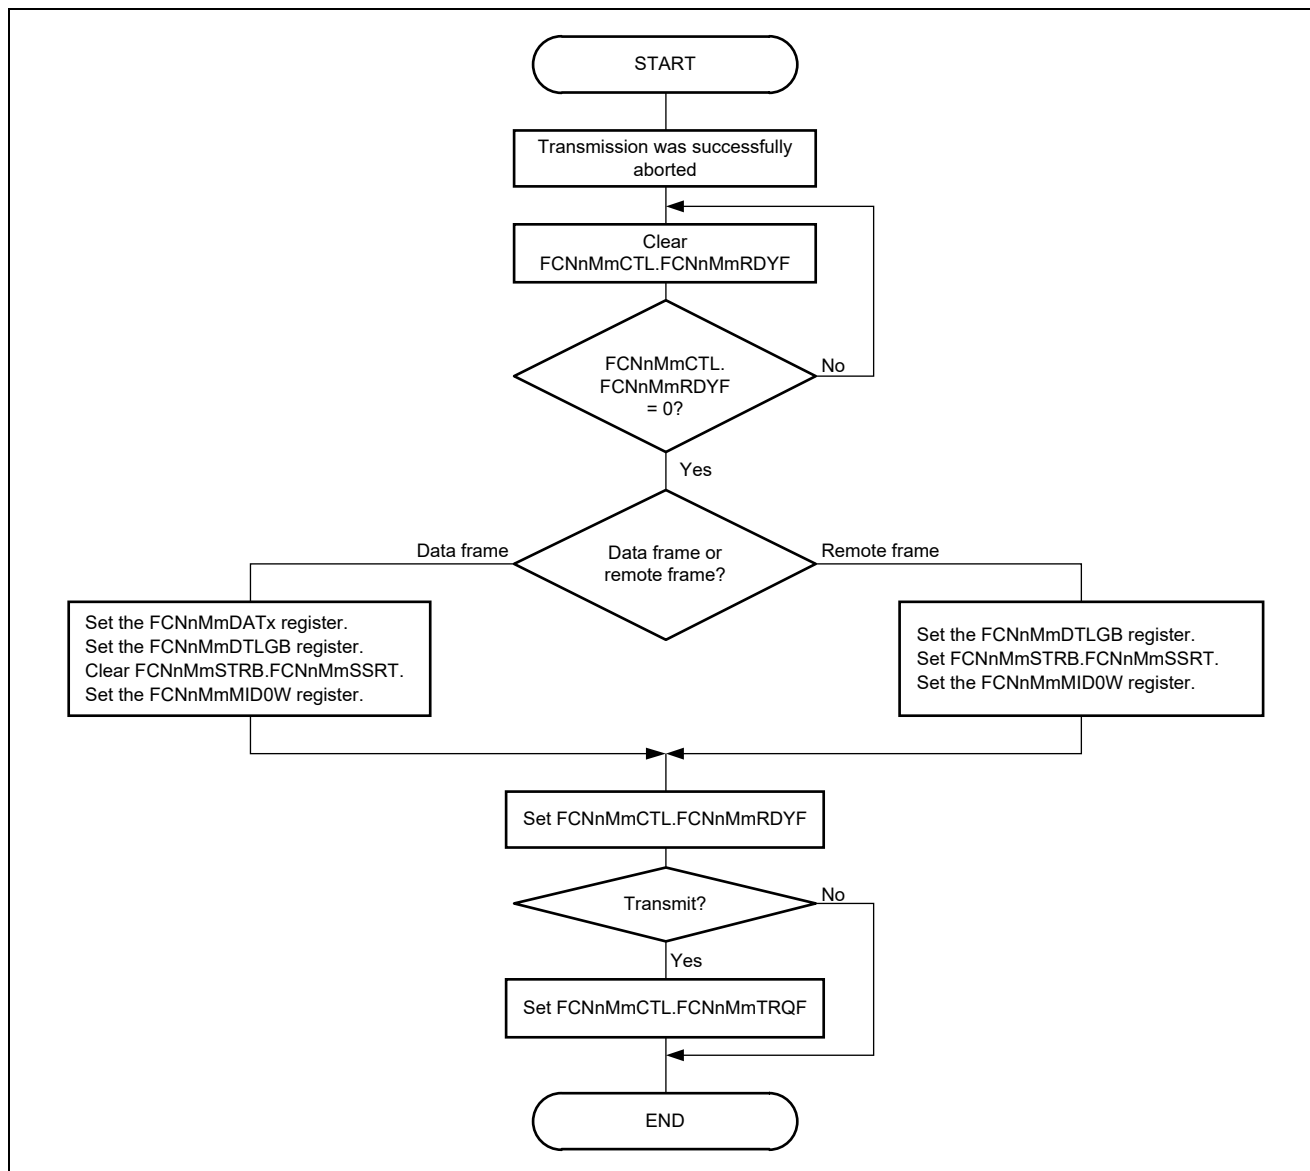 START
Transmission was successfully
aborted
Clear
FCNnMmCTL.FCNnMmRDYF
FCNnMmCTL.
FCNnMmRDYF
= 0?
No
Yes
Data frame
Data frame or
remote frame?
Remote frame
Set the FCNnMmDATx register.
Set the FCNnMmDTLGB register.
Clear FCNnMmSTRB.FCNnMmSSRT.
Set the FCNnMmMID0W register.
Set the FCNnMmDTLGB register.
Set FCNnMmSTRB.FCNnMmSSRT.
Set the FCNnMmMID0W register.
Set FCNnMmCTL.FCNnMmRDYF
Transmit?
No
Yes
Set FCNnMmCTL.FCNnMmTRQF
END